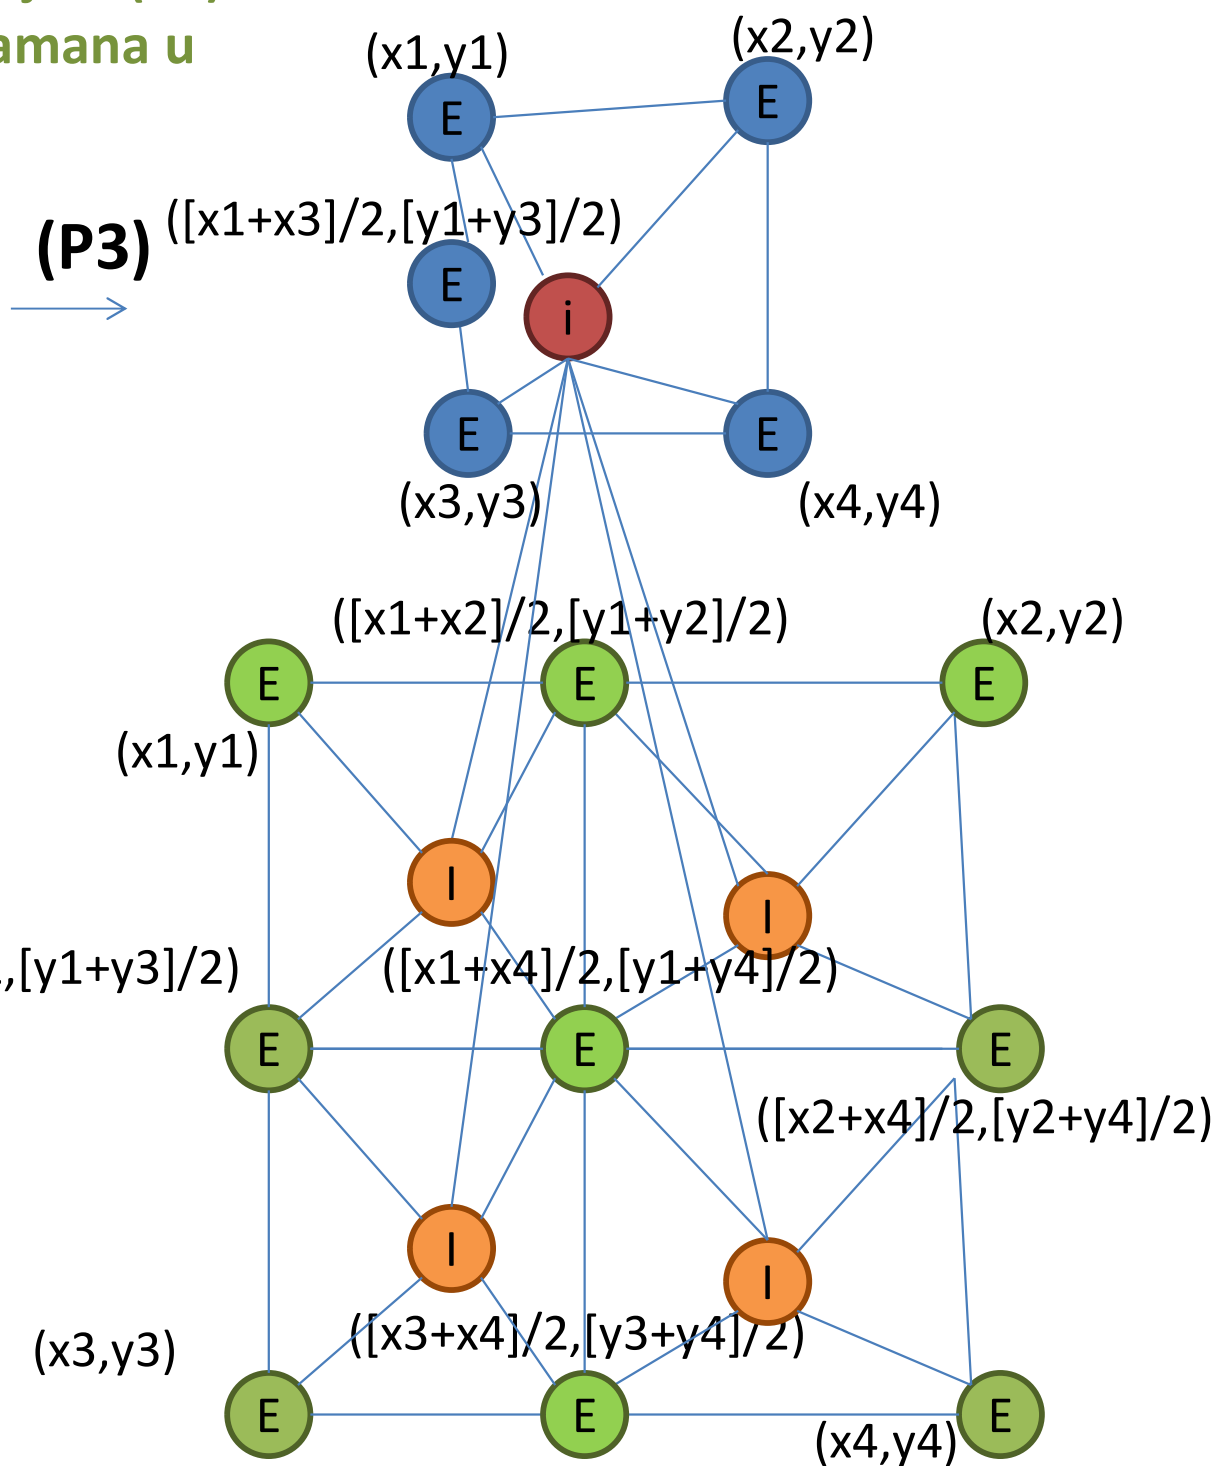 amana u
(x1,y1)
(x2,y2)
E
E
(P3)
([x1+x3]/2,[y1+y3]/2)
E
i
E
E
(x3,y3)
(x4,y4)
([x1+x2]/2,[y1+y2]/2)
(x2,y2)
E
E
E
(x1,y1)
I
I
,[y1+y3]/2)
([x1+x4]/2,[y1+y4]/2)
E
E
E
([x2+x4]/2,[y2+y4]/2)
I
I
([x3+x4]/2,[y3+y4]/2)
(x3,y3)
E
E
E
(x4,y4)